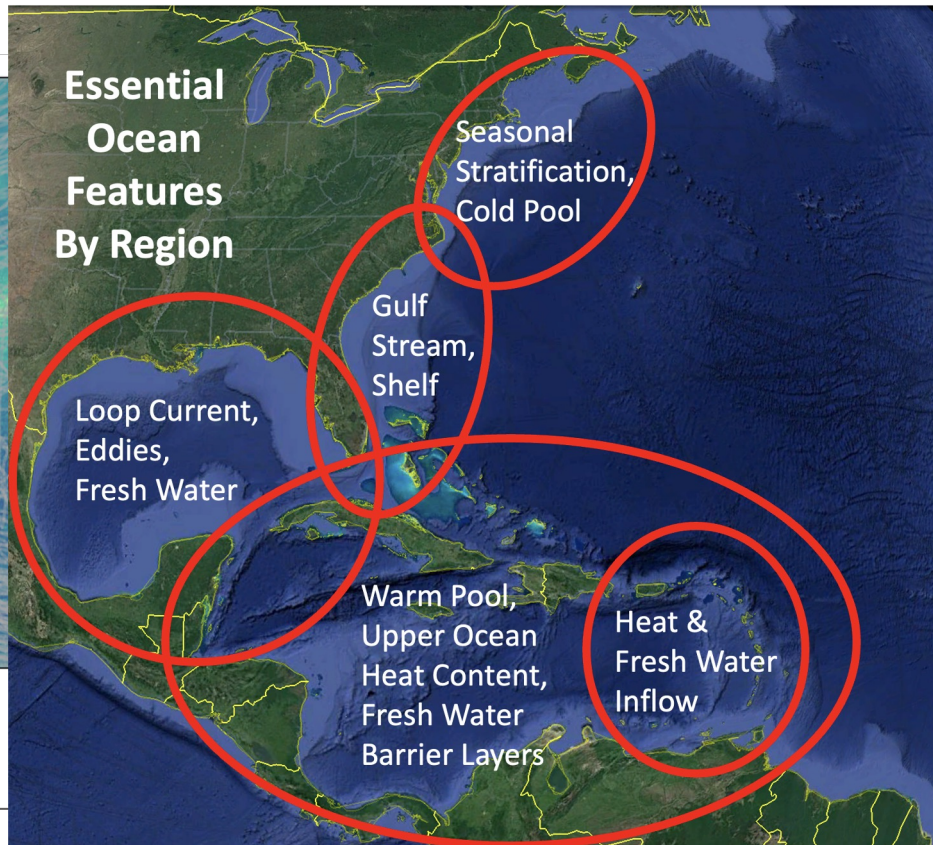 Essential
Ocean
Features
By Region
Seasonal
Stratification,
Cold Pool
Gulf
Stream,
Shelf
Loop Current,
Eddies,
Fresh Water
Warm Pool,
Upper Ocean
Heat Content,
Fresh Water
Barrier Layers
Heat &
Fresh Water
Inflow